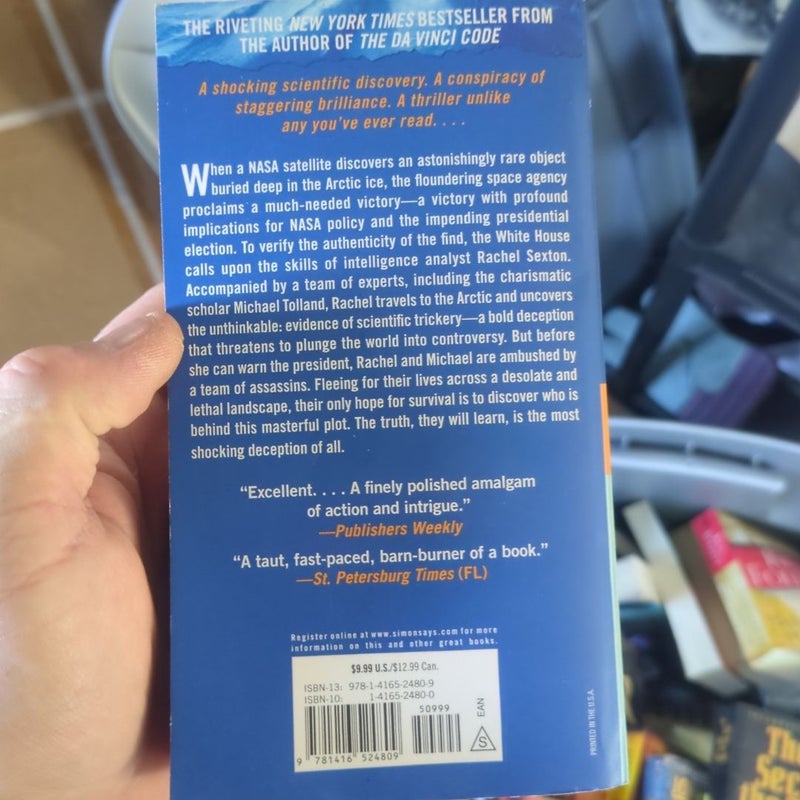 THE RIVETING NEW YORK TIMES BESTSELLER FROM
THE AUTHOR OF THE DA VINCI CODE
A shocking scientific discovery. A conspiracy of
staggering brilliance. A thriller unlike
any you've ever read. . . .
When a NASA satellite discovers an astonishingly rare object
buried deep in the Arctic ice, the floundering space agency
proclaims a much-needed victory—a victory with profound
implications for NASA policy and the impending presidential
election. To verify the authenticity of the find, the White House
calls upon the skills of intelligence analyst Rachel Sexton.
Accompanied by a team of experts, including the charismatic
scholar Michael Tolland, Rachel travels to the Arctic and uncovers
the unthinkable: evidence of scientific trickery—a bold deception
that threatens to plunge the world into controversy. But before
she can warn the president, Rachel and Michael are ambushed by
a team of assassins. Fleeing for their lives across a desolate and
lethal landscape, their only hope for survival is to discover who is
behind this masterful plot. The truth, they will learn, is the most
shocking deception of all.
"Excellent. . . . A finely polished amalgam
of action and intrigue."
—Publishers Weekly
"A taut, fast-paced, barn-burner of a book."
—St. Petersburg Times (FL)
Register online at www.simonsays.com for more
information on this and other great books.
$9.99 U.S./$12.99 Can.
ISBN-13: 978-1-4165-2480-9
ISBN-10: 1-4165-2480-0
50999
EAN
S
9 781416 524809
PRINTED IN THE U.S.A.